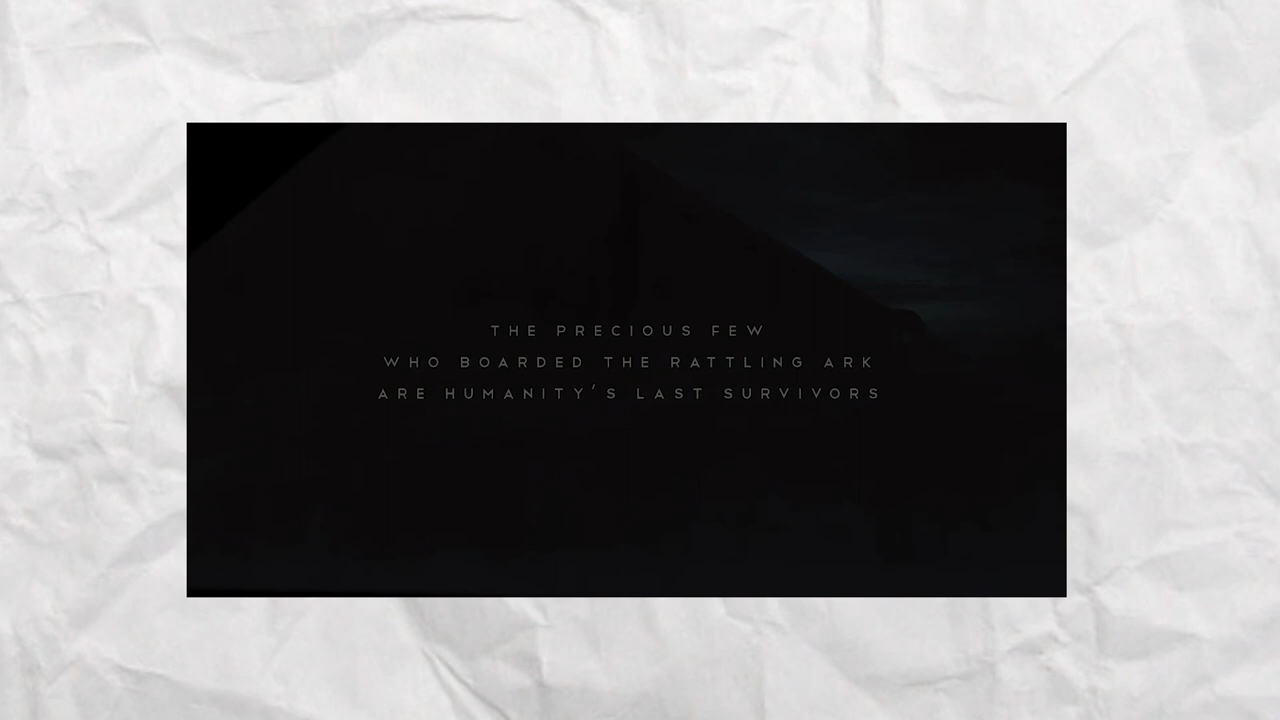 THE PRECIOUS FEW
WHO BOARDED THE RATTLING ARK
ARE HUMANITY'S LAST SURVIVORS